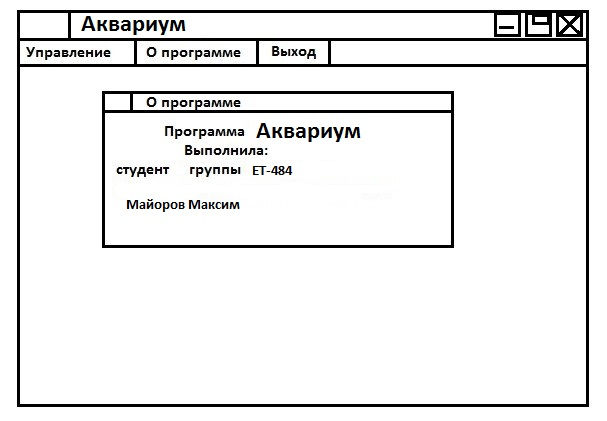 Аквариум
Управление О программе Выход
О программе
Программа Аквариум
Выполнила:
студент группы ЕТ-484
Майоров Максим